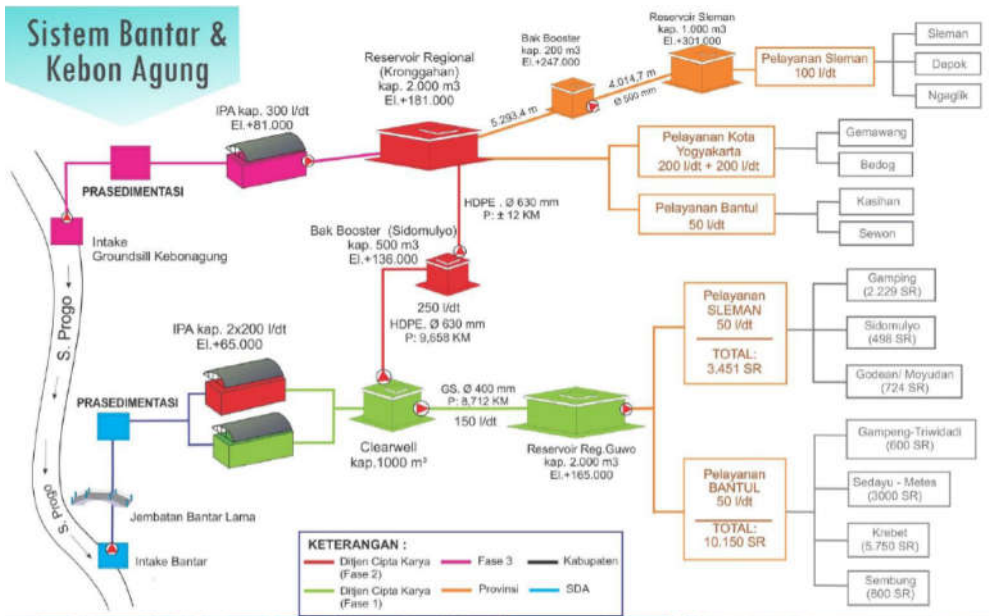 Sistem Bantar &
Kebon Agung
Reservoir Regional
(Kronggahan)
kap. 2.000 m3
El.+181.000
Bak Booster
kap. 200 m3
El.+247.000
Reservoir Sleman
kap. 1.000 m3
El.+301.000
5.293,4 m
4.014,7 m
Ø 500 mm
Pelayanan Sleman
100 l/dt
Sleman
Depok
Ngaglik
IPA kap. 300 l/dt
El.+81.000
PRASEDIMENTASI
Intake
Groundsill Kebonagung
Pelayanan Kota
Yogyakarta
200 l/dt + 200 l/dt
Gemawang
Bedog
Pelayanan Bantul
50 l/dt
Kasihan
Sewon
HDPE . Ø 630 mm
P: ± 12 KM
Bak Booster (Sidomulyo)
kap. 500 m3
El.+136.000
250 l/dt
HDPE. Ø 630 mm
P: 9,658 KM
S. Progo
IPA kap. 2x200 l/dt
El.+65.000
PRASEDIMENTASI
Clearwell
kap.1000 m³
GS. Ø 400 mm
P: 8,712 KM
150 l/dt
Reservoir Reg.Guwo
kap. 2.000 m3
El.+165.000
Pelayanan
SLEMAN
50 l/dt
TOTAL:
3.451 SR
Gamping
(2.229 SR)
Sidomulyo
(498 SR)
Godean/ Moyudan
(724 SR)
Pelayanan
BANTUL
50 l/dt
TOTAL:
10.150 SR
Gampeng-Triwidadi
(600 SR)
Sedayu - Metes
(3000 SR)
Krebet
(5.750 SR)
Sembung
(800 SR)
S. Progo
Jembatan Bantar Lama
Intake Bantar
KETERANGAN :
Ditjen Cipta Karya
(Fase 2)
Fase 3
Kabupaten
Ditjen Cipta Karya
(Fase 1)
Provinsi
SDA